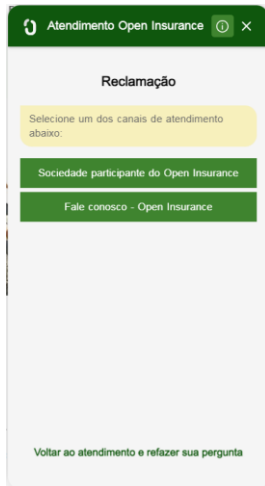 Atendimento Open Insurance
Reclamação
Selecione um dos canais de atendimento
abaixo:
Sociedade participante do Open Insurance
Fale conosco - Open Insurance
Voltar ao atendimento e refazer sua pergunta